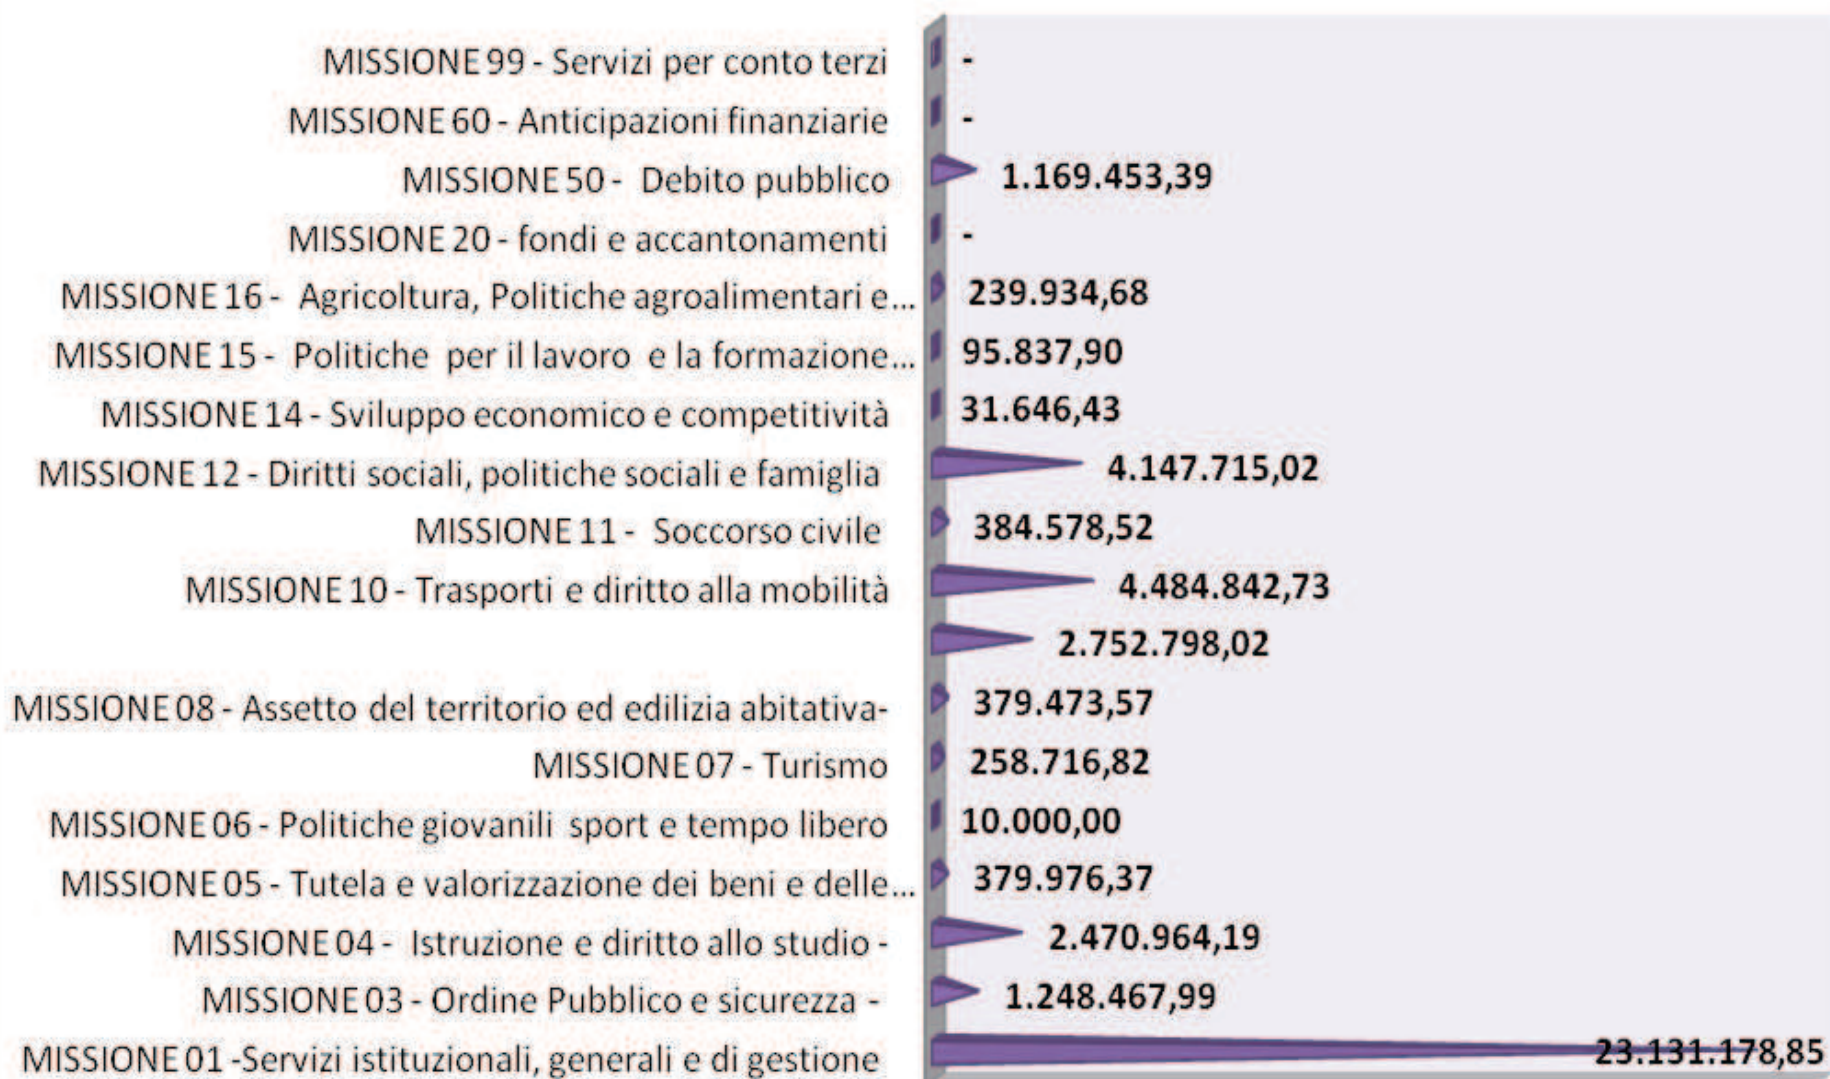 MISSIONE 99 - Servizi per conto terzi -
MISSIONE 60 - Anticipazioni finanziarie -
MISSIONE 50 - Debito pubblico 1.169.453,39
MISSIONE 20 - fondi e accantonamenti -
MISSIONE 16 - Agricoltura, Politiche agroalimentari e... 239.934,68
MISSIONE 15 - Politiche per il lavoro e la formazione... 95.837,90
MISSIONE 14 - Sviluppo economico e competitività 31.646,43
MISSIONE 12 - Diritti sociali, politiche sociali e famiglia 4.147.715,02
MISSIONE 11 - Soccorso civile 384.578,52
MISSIONE 10 - Trasporti e diritto alla mobilità 4.484.842,73
2.752.798,02
MISSIONE 08 - Assetto del territorio ed edilizia abitativa- 379.473,57
MISSIONE 07 - Turismo 258.716,82
MISSIONE 06 - Politiche giovanili sport e tempo libero 10.000,00
MISSIONE 05 - Tutela e valorizzazione dei beni e delle... 379.976,37
MISSIONE 04 - Istruzione e diritto allo studio - 2.470.964,19
MISSIONE 03 - Ordine Pubblico e sicurezza - 1.248.467,99
MISSIONE 01 -Servizi istituzionali, generali e di gestione 23.131.178,85